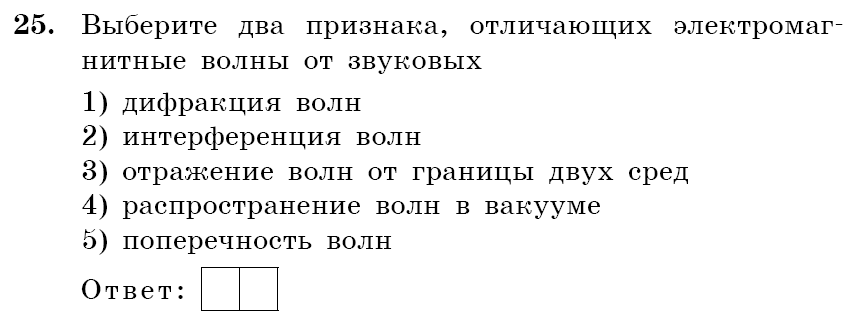 25. Выберите два признака, отличающих электромаг-
нитные волны от звуковых
1) дифракция волн
2) интерференция волн
3) отражение волн от границы двух сред
4) распространение волн в вакууме
5) поперечность волн
Ответ: